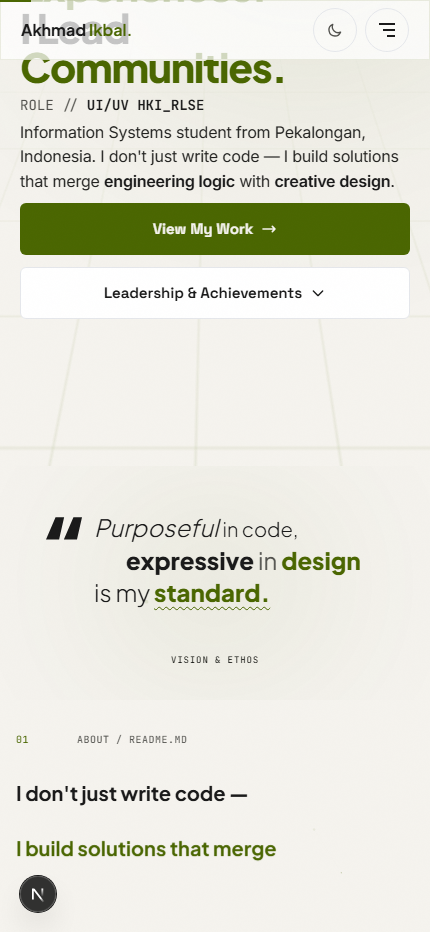 Akhmad Ikbal.
I Lead
Communities.
ROLE // UI/UV HKI_RLSE
Information Systems student from Pekalongan,
Indonesia. I don't just write code — I build solutions
that merge engineering logic with creative design.
View My Work →
Leadership & Achievements
" Purposeful in code,
expressive in design
is my standard.
VISION & ETHOS
01 ABOUT / README.MD
I don't just write code —
I build solutions that merge
N